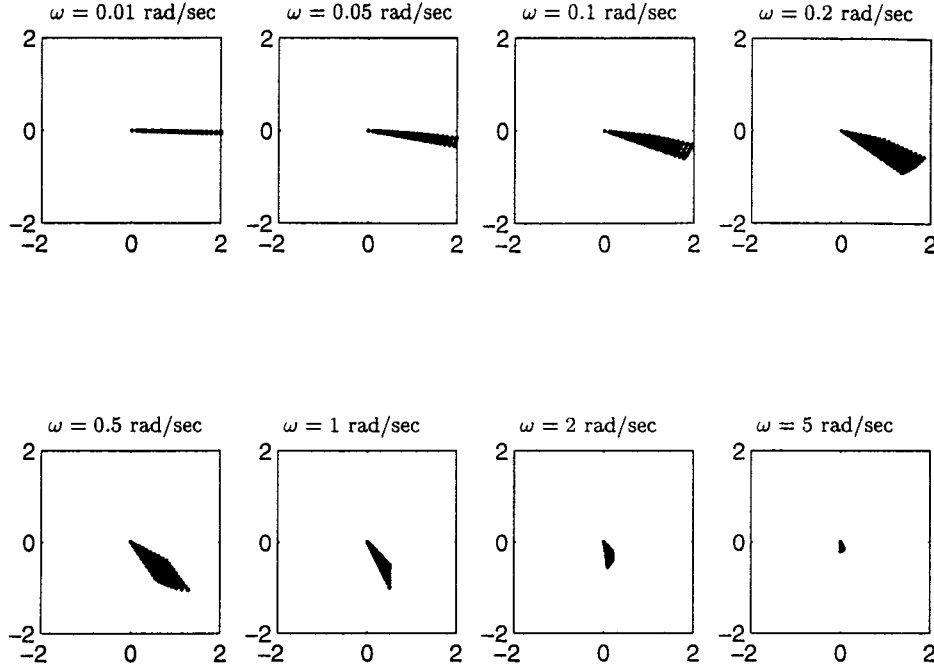 ω = 0.01 rad/sec
ω = 0.05 rad/sec
ω = 0.1 rad/sec
ω = 0.2 rad/sec
2
0
-2
-2 0 2
2
0
-2
-2 0 2
2
0
-2
-2 0 2
2
0
-2
-2 0 2
ω = 0.5 rad/sec
ω = 1 rad/sec
ω = 2 rad/sec
ω = 5 rad/sec
2
0
-2
-2 0 2
2
0
-2
-2 0 2
2
0
-2
-2 0 2
2
0
-2
-2 0 2